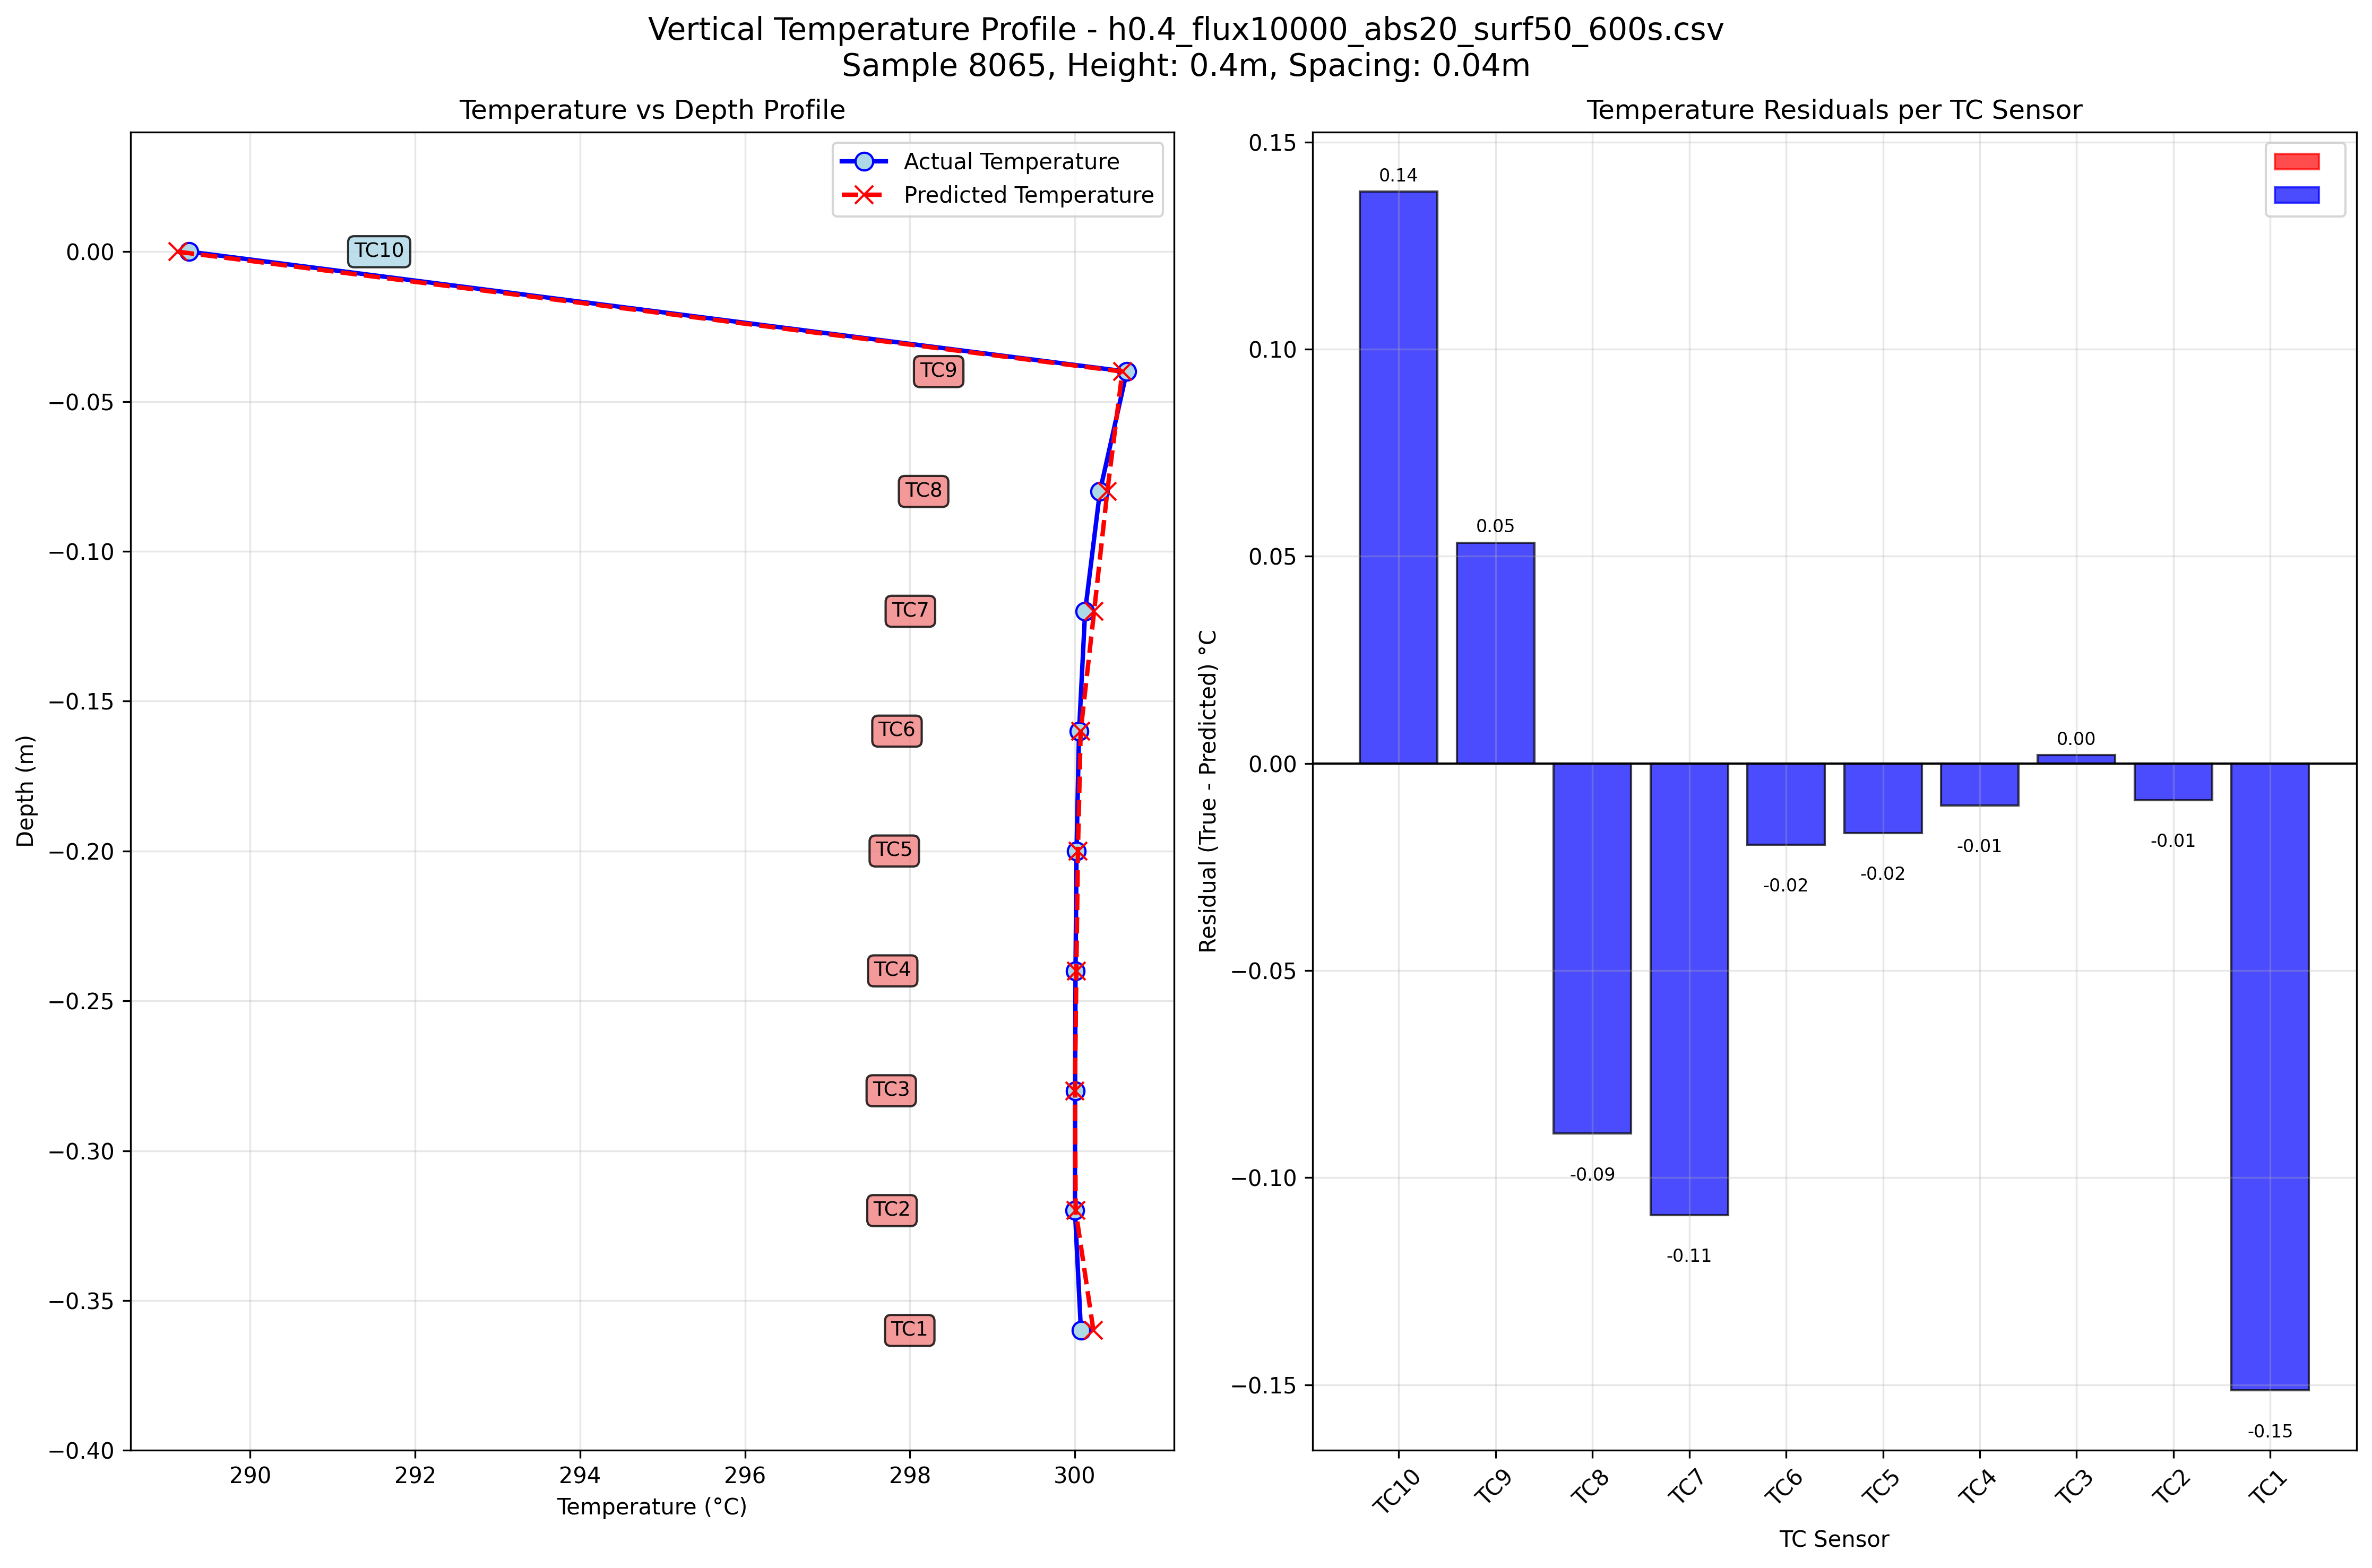 Vertical Temperature Profile - h0.4_flux10000_abs20_surf50_600s.csv
Sample 8065, Height: 0.4m, Spacing: 0.04m
Temperature vs Depth Profile
Actual Temperature
Predicted Temperature
TC10
TC9
TC8
TC7
TC6
TC5
TC4
TC3
TC2
TC1
0.00
−0.05
−0.10
−0.15
−0.20
−0.25
−0.30
−0.35
−0.40
Depth (m)
290 292 294 296 298 300
Temperature (°C)
Temperature Residuals per TC Sensor
0.15
0.10
0.05
0.00
−0.05
−0.10
−0.15
Residual (True - Predicted) °C
0.14
0.05
-0.09
-0.11
-0.02
-0.02
-0.01
0.00
-0.01
-0.15
TC10 TC9 TC8 TC7 TC6 TC5 TC4 TC3 TC2 TC1
TC Sensor